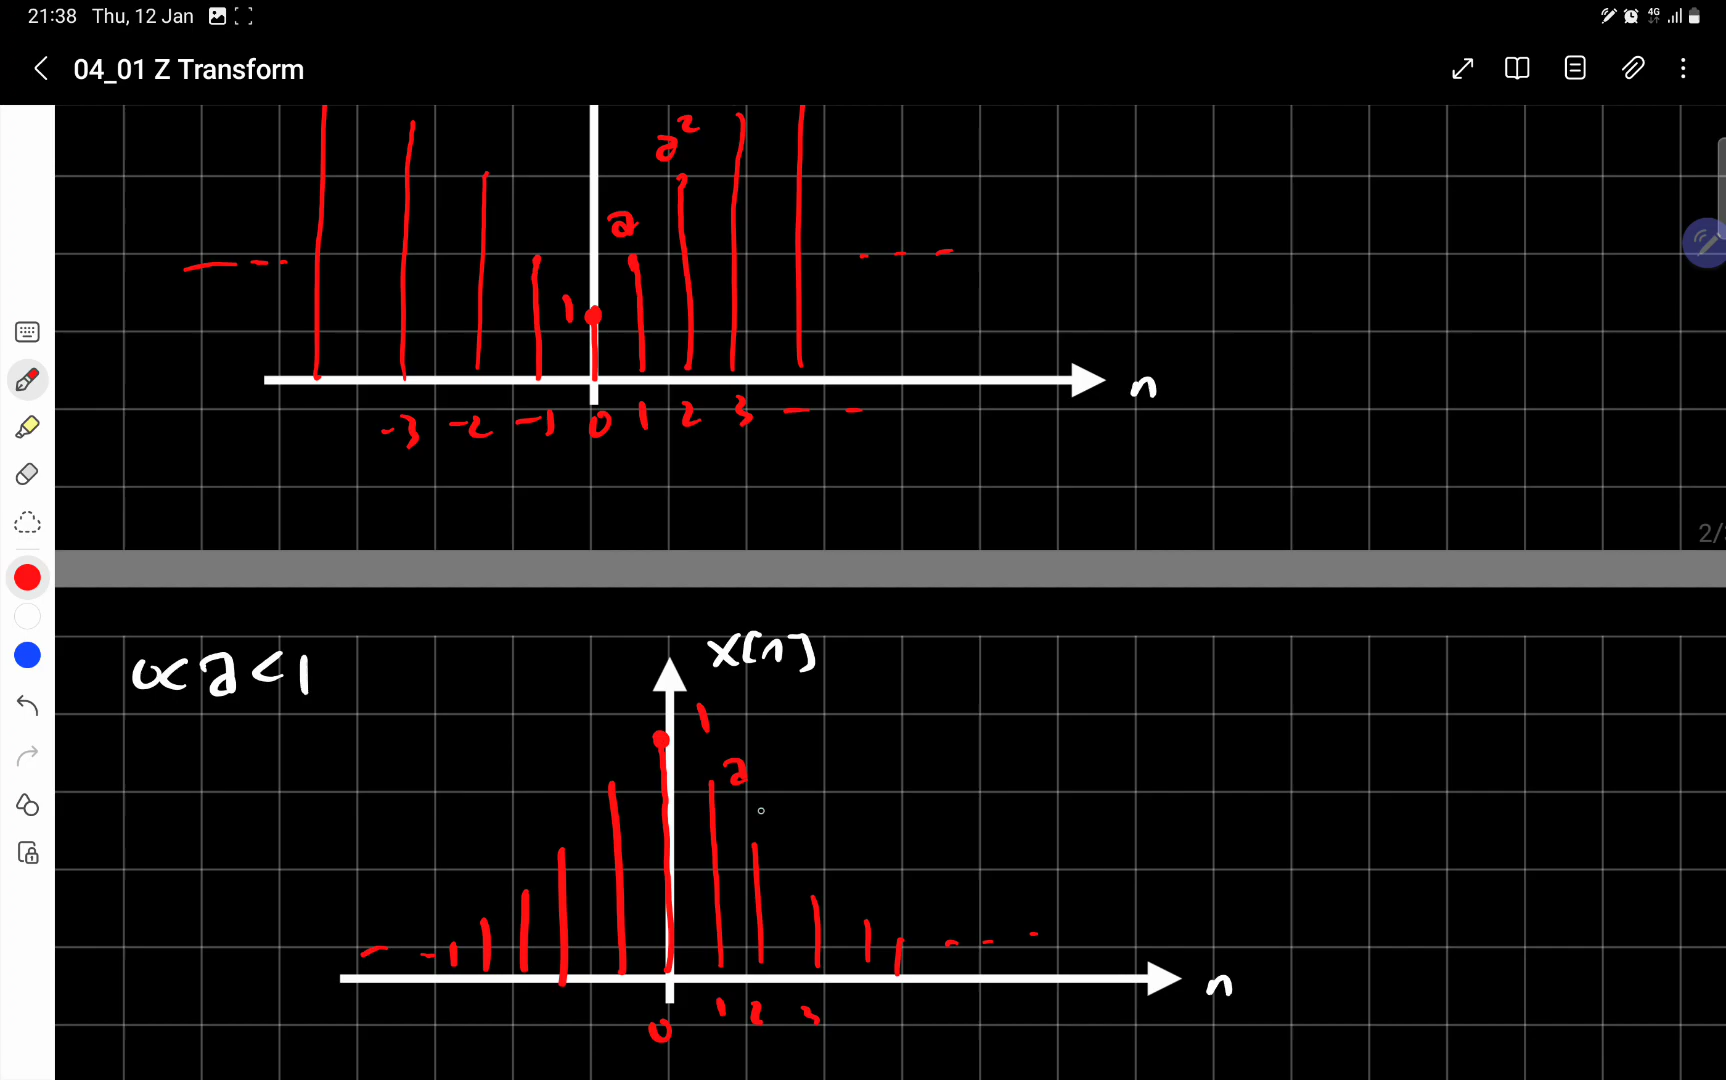 21:38 Thu, 12 Jan 4G
04_01 Z Transform
a²
a
1
n
-3 -2 -1 0 1 2 3 - -
2/
0<a<1 x[n]
1
a
n
0 1 2 3